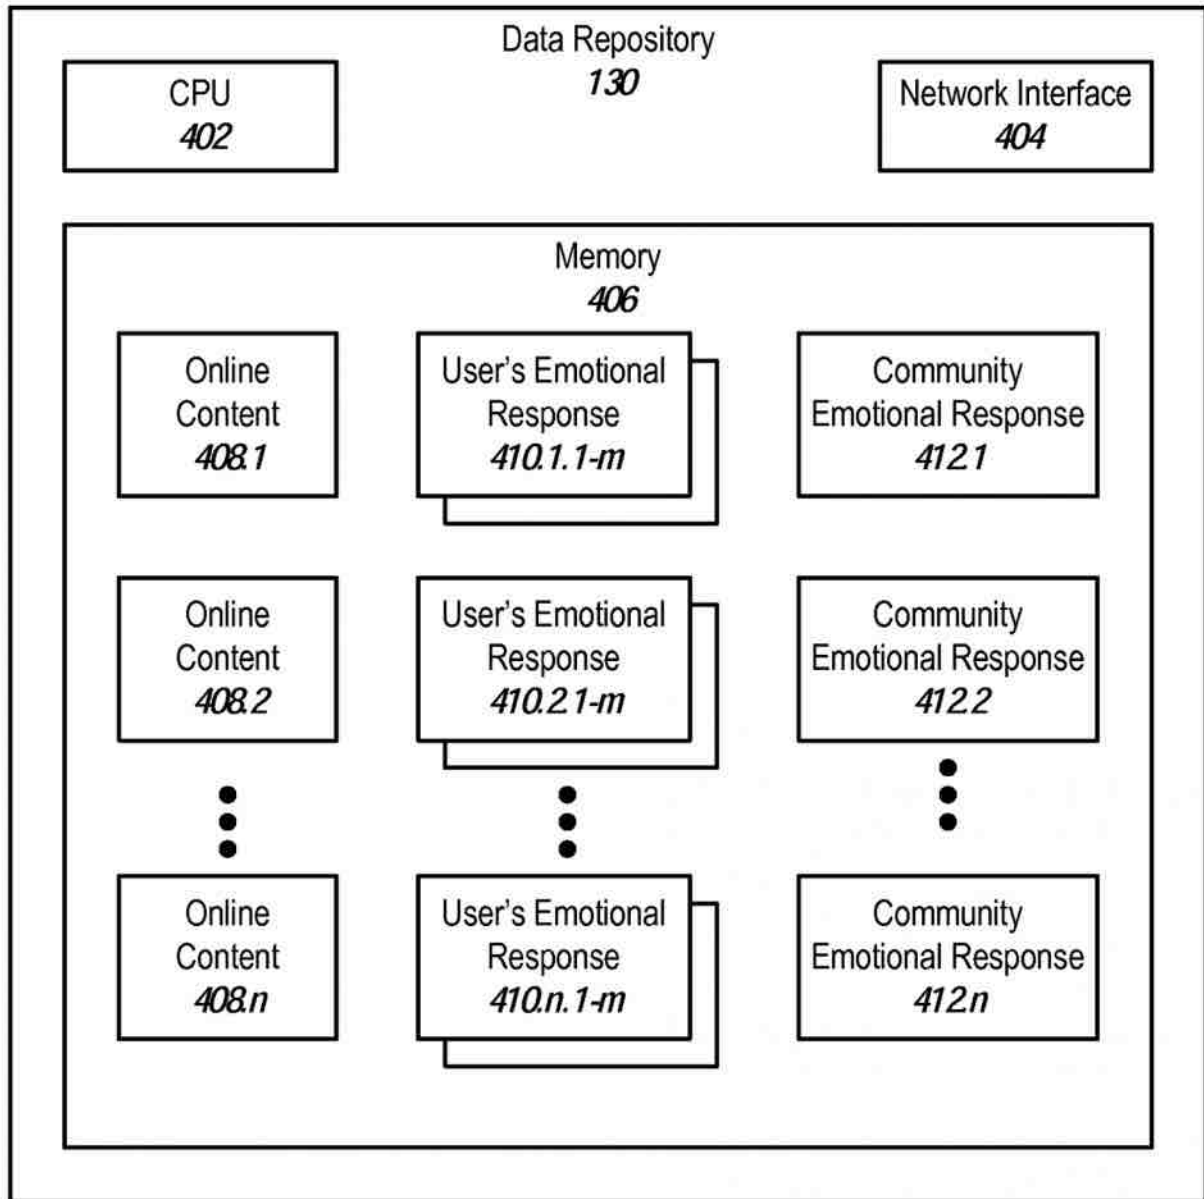 Data Repository
130
CPU
402
Network Interface
404
Memory
406
Online
Content
408.1
User's Emotional
Response
410.1.1-m
Community
Emotional Response
412.1
Online
Content
408.2
User's Emotional
Response
410.2.1-m
Community
Emotional Response
412.2
Online
Content
408.n
User's Emotional
Response
410.n.1-m
Community
Emotional Response
412.n